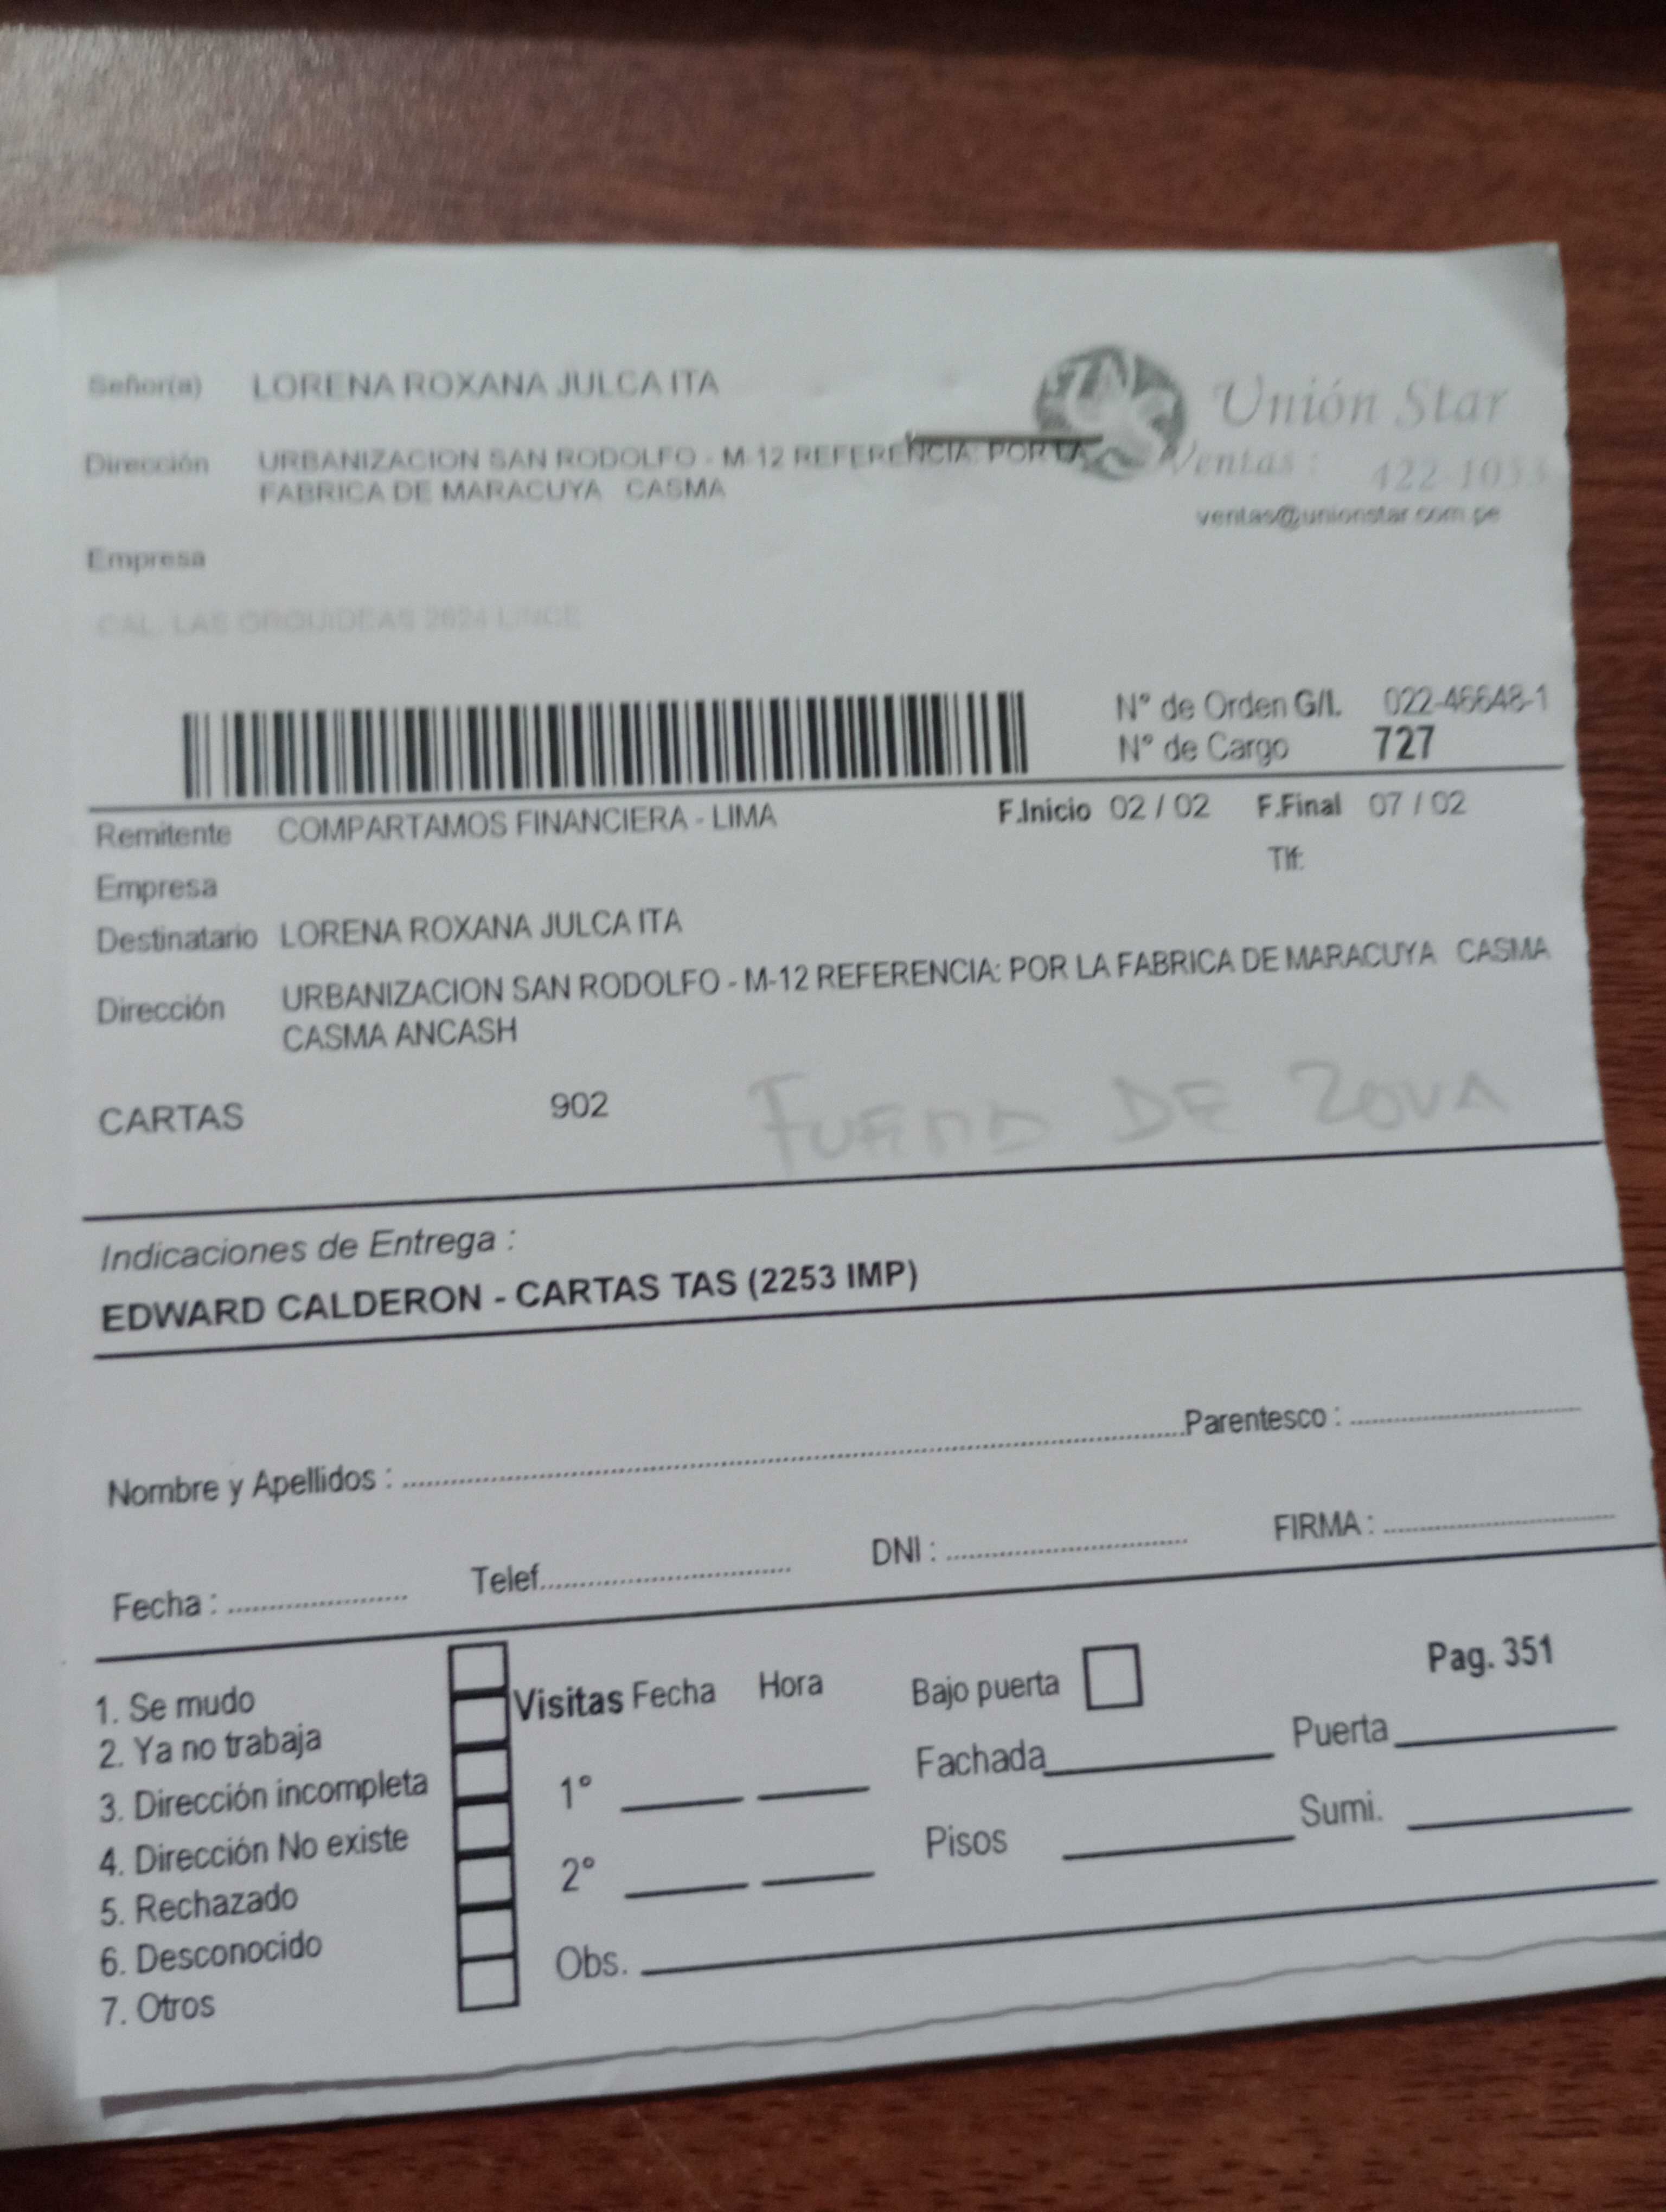 Señor(a) LORENA ROXANA JULCA ITA
Unión Star
Dirección URBANIZACION SAN RODOLFO - M-12 REFERENCIA: POR LA
FABRICA DE MARACUYA CASMA
Ventas : 422-1033
ventas@unionstar.com.pe
Empresa
CAL. LAS ORQUIDEAS 2624 LINCE
N° de Orden G/I. 022-46648-1
N° de Cargo 727
Remitente COMPARTAMOS FINANCIERA - LIMA F.Inicio 02 / 02 F.Final 07 / 02
Tlf:
Empresa
Destinatario LORENA ROXANA JULCA ITA
Dirección URBANIZACION SAN RODOLFO - M-12 REFERENCIA: POR LA FABRICA DE MARACUYA CASMA
CASMA ANCASH
CARTAS 902 FUERA DE ZONA
Indicaciones de Entrega :
EDWARD CALDERON - CARTAS TAS (2253 IMP)
Nombre y Apellidos : Parentesco :
Fecha : Telef. DNI : FIRMA :
1. Se mudo
2. Ya no trabaja
3. Dirección incompleta
4. Dirección No existe
5. Rechazado
6. Desconocido
7. Otros
Visitas Fecha Hora
1°
2°
Obs.
Bajo puerta
Pag. 351
Fachada Puerta
Pisos Sumi.